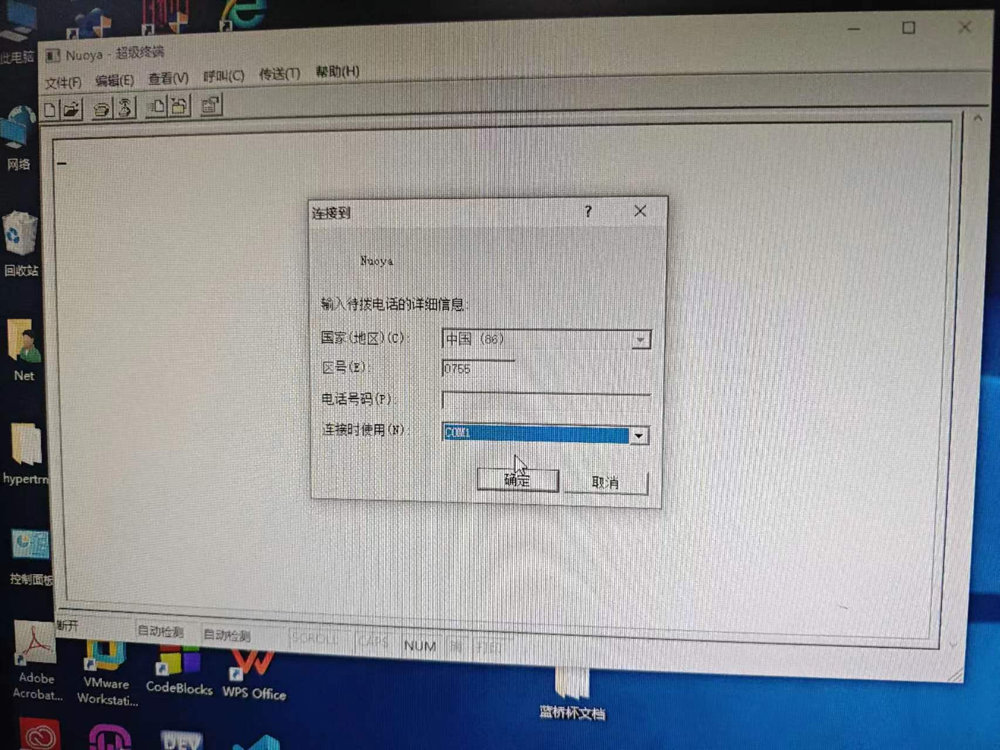 此电脑
Nuoya - 超级终端
文件(F) 编辑(E) 查看(V) 呼叫(C) 传送(T) 帮助(H)
网络
回收站
Net
hypertrm
控制面板
连接到
?
Nuoya
输入待拨电话的详细信息:
国家(地区)(C): 中国 (86)
区号(E): 0755
电话号码(P):
连接时使用(N): COM1
确定 取消
断开 自动检测 自动检测 SCROLL CAPS NUM 捕 打印
Adobe
Acrobat...
VMware
Workstati...
CodeBlocks
WPS Office
蓝桥杯文档
DEV